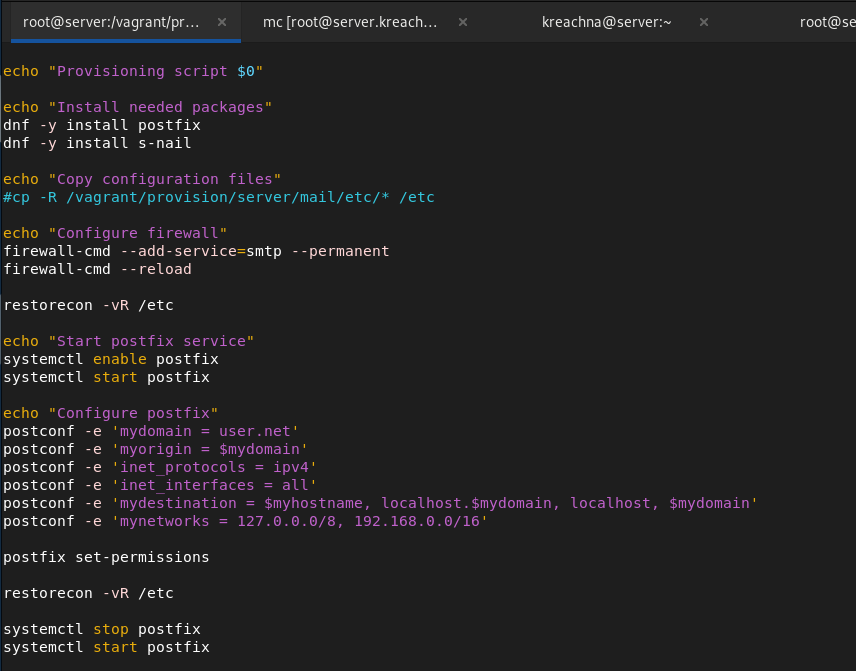 root@server:/vagrant/pr... × mc [root@server.kreach... × kreachna@server:~ × root@se
echo "Provisioning script $0"
echo "Install needed packages"
dnf -y install postfix
dnf -y install s-nail
echo "Copy configuration files"
#cp -R /vagrant/provision/server/mail/etc/* /etc
echo "Configure firewall"
firewall-cmd --add-service=smtp --permanent
firewall-cmd --reload
restorecon -vR /etc
echo "Start postfix service"
systemctl enable postfix
systemctl start postfix
echo "Configure postfix"
postconf -e 'mydomain = user.net'
postconf -e 'myorigin = $mydomain'
postconf -e 'inet_protocols = ipv4'
postconf -e 'inet_interfaces = all'
postconf -e 'mydestination = $myhostname, localhost.$mydomain, localhost, $mydomain'
postconf -e 'mynetworks = 127.0.0.0/8, 192.168.0.0/16'
postfix set-permissions
restorecon -vR /etc
systemctl stop postfix
systemctl start postfix